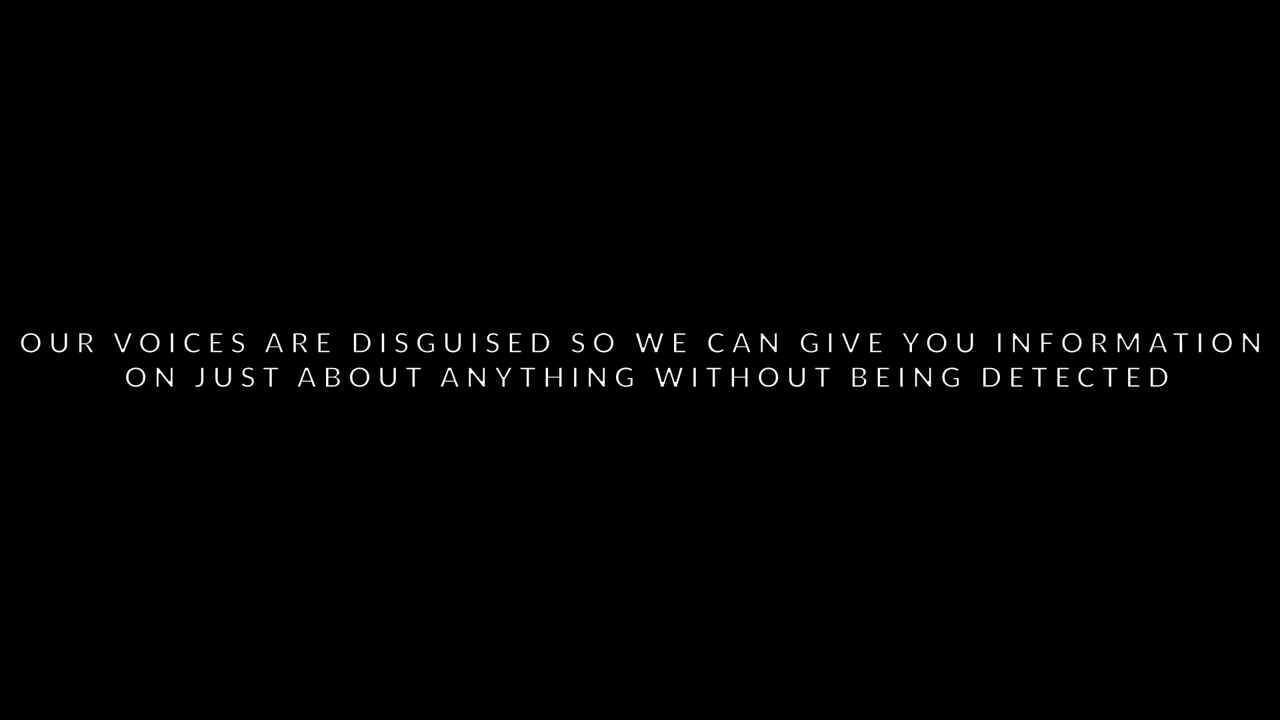 OUR VOICES ARE DISGUISED SO WE CAN GIVE YOU INFORMATION
ON JUST ABOUT ANYTHING WITHOUT BEING DETECTED